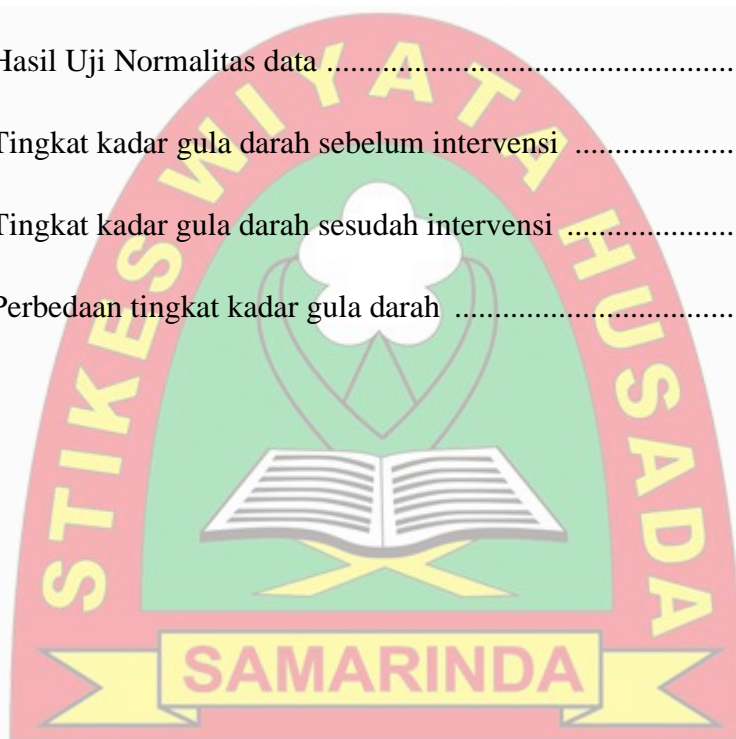 Hasil Uji Normalitas data ................................................
Tingkat kadar gula darah sebelum intervensi ....................
Tingkat kadar gula darah sesudah intervensi .....................
Perbedaan tingkat kadar gula darah ..................................
STIKES WIYATA HUSADA
SAMARINDA